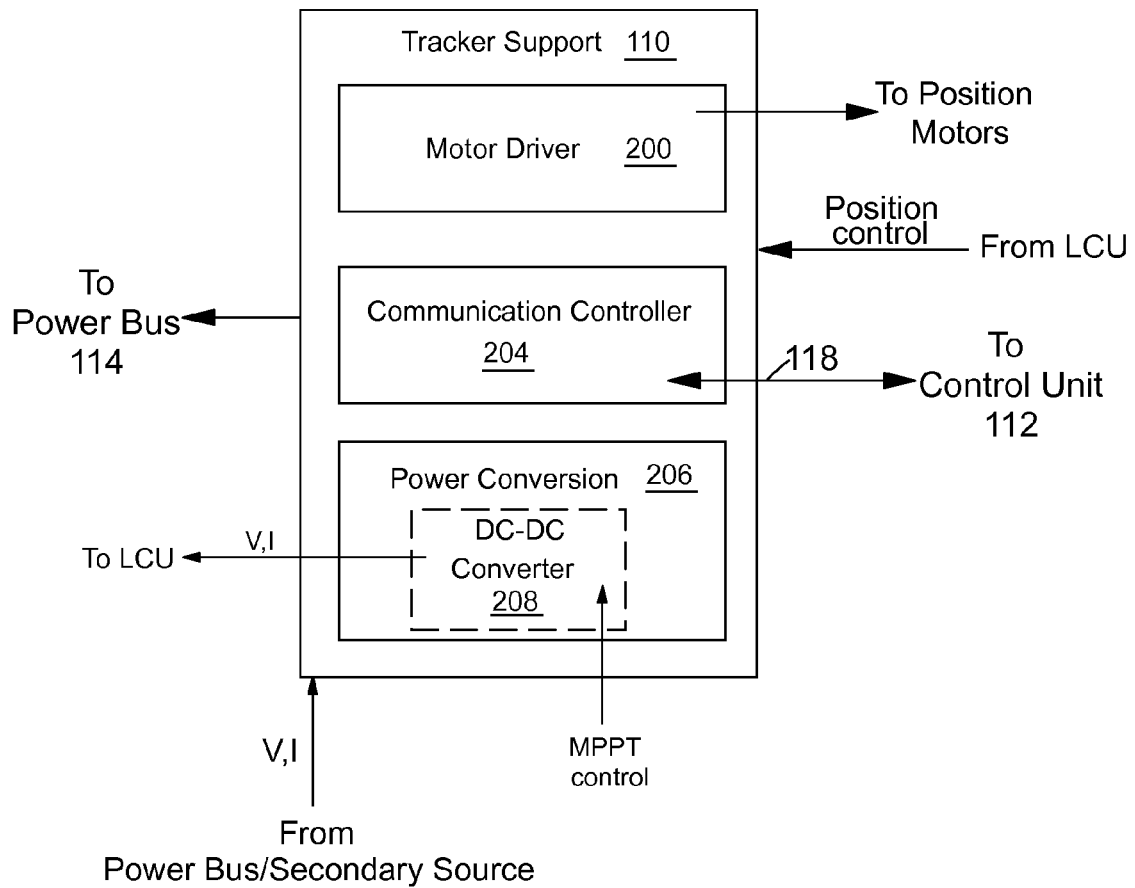 Tracker Support 110
Motor Driver 200
To Position
Motors
Position
control
From LCU
To
Power Bus
114
Communication Controller
204
118
To
Control Unit
112
Power Conversion 206
DC-DC
Converter
208
To LCU
V,I
MPPT
control
V,I
From
Power Bus/Secondary Source